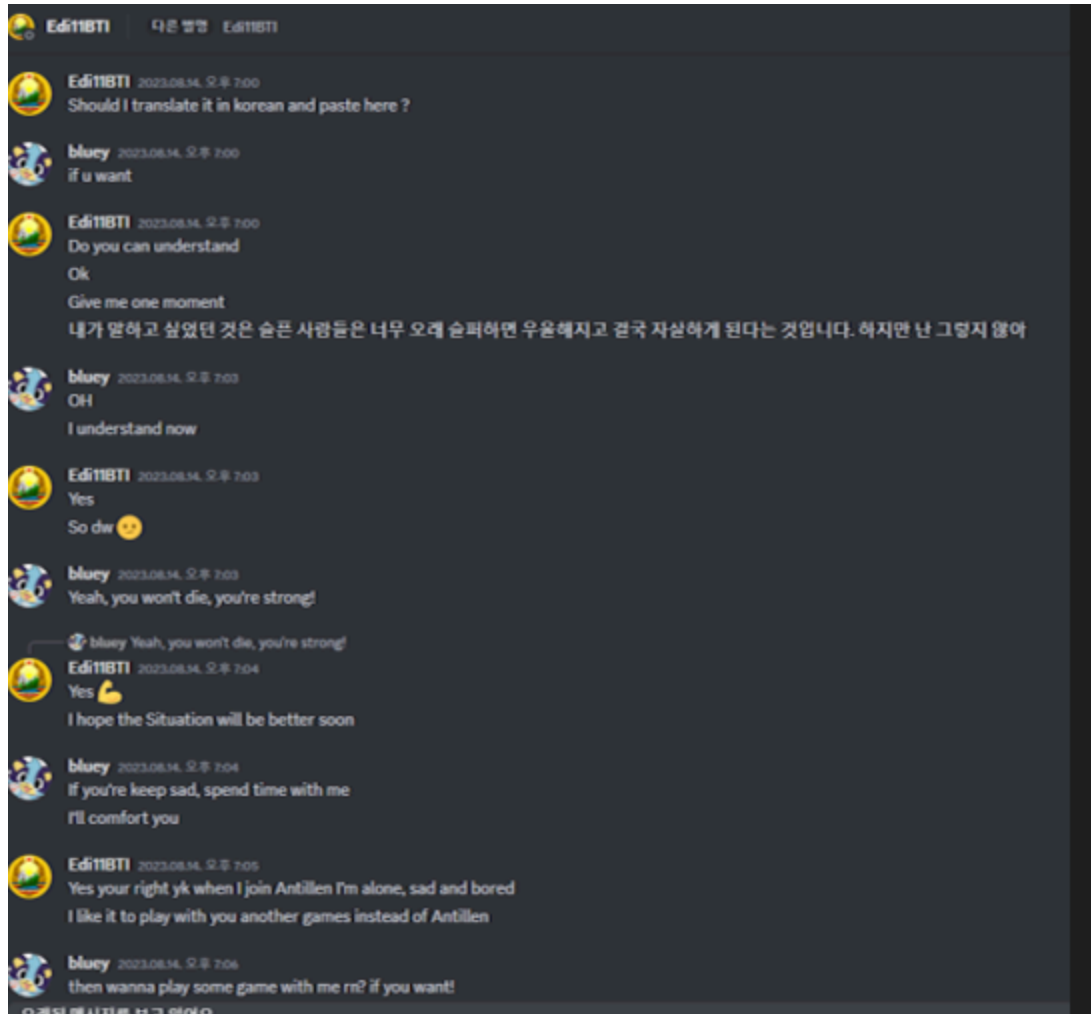 Edi11BTI 다른 별명 Edi11BTI
Edi11BTI 2023.08.14. 오후 7:00
Should I translate it in korean and paste here ?
bluey 2023.08.14. 오후 7:00
if u want
Edi11BTI 2023.08.14. 오후 7:00
Do you can understand
Ok
Give me one moment
내가 말하고 싶었던 것은 슬픈 사람들은 너무 오래 슬퍼하면 우울해지고 결국 자살하게 된다는 것입니다. 하지만 난 그렇지 않아
bluey 2023.08.14. 오후 7:03
OH
I understand now
Edi11BTI 2023.08.14. 오후 7:03
Yes
So dw
bluey 2023.08.14. 오후 7:03
Yeah, you won't die, you're strong!
bluey Yeah, you won't die, you're strong!
Edi11BTI 2023.08.14. 오후 7:04
Yes
I hope the Situation will be better soon
bluey 2023.08.14. 오후 7:04
If you're keep sad, spend time with me
I'll comfort you
Edi11BTI 2023.08.14. 오후 7:05
Yes your right yk when I join Antillen I'm alone, sad and bored
I like it to play with you another games instead of Antillen
bluey 2023.08.14. 오후 7:06
then wanna play some game with me rn? if you want!